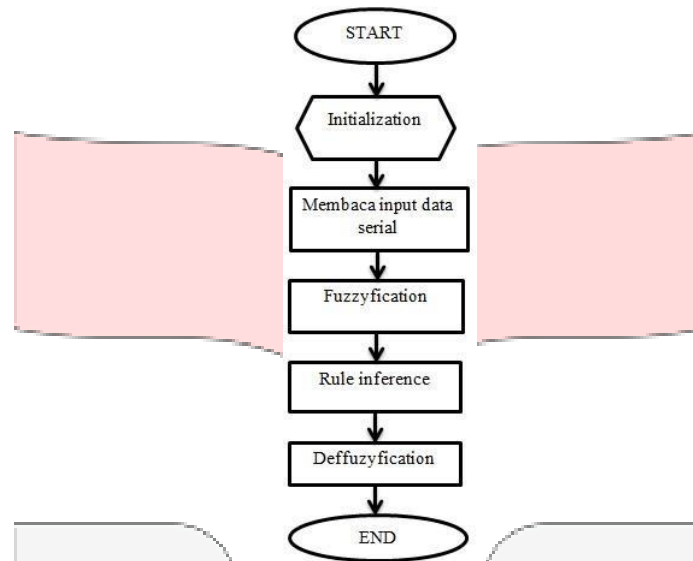 START
Initialization
Membaca input data
serial
Fuzzyfication
Rule inference
Deffuzyfication
END